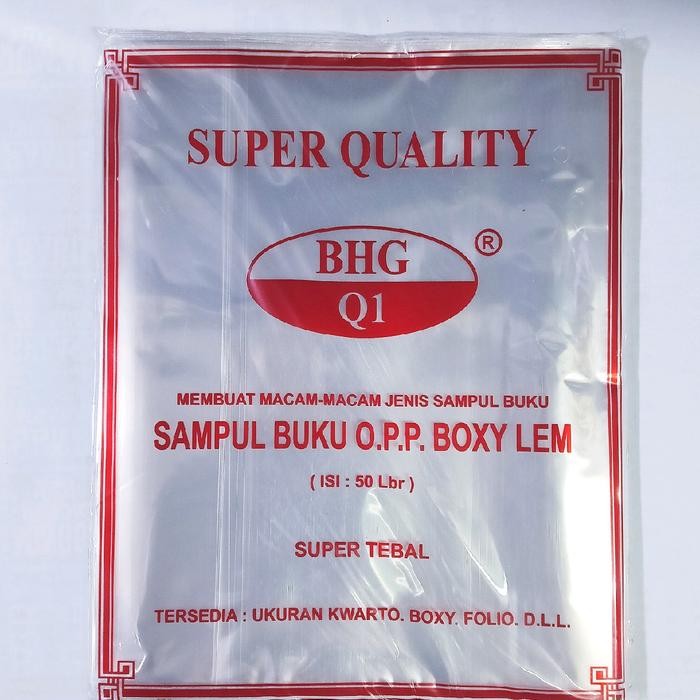 SUPER QUALITY
BHG
®
Q1
MEMBUAT MACAM-MACAM JENIS SAMPUL BUKU
SAMPUL BUKU O.P.P. BOXY LEM
( ISI : 50 Lbr )
SUPER TEBAL
TERSEDIA : UKURAN KWARTO. BOXY. FOLIO. D.L.L.